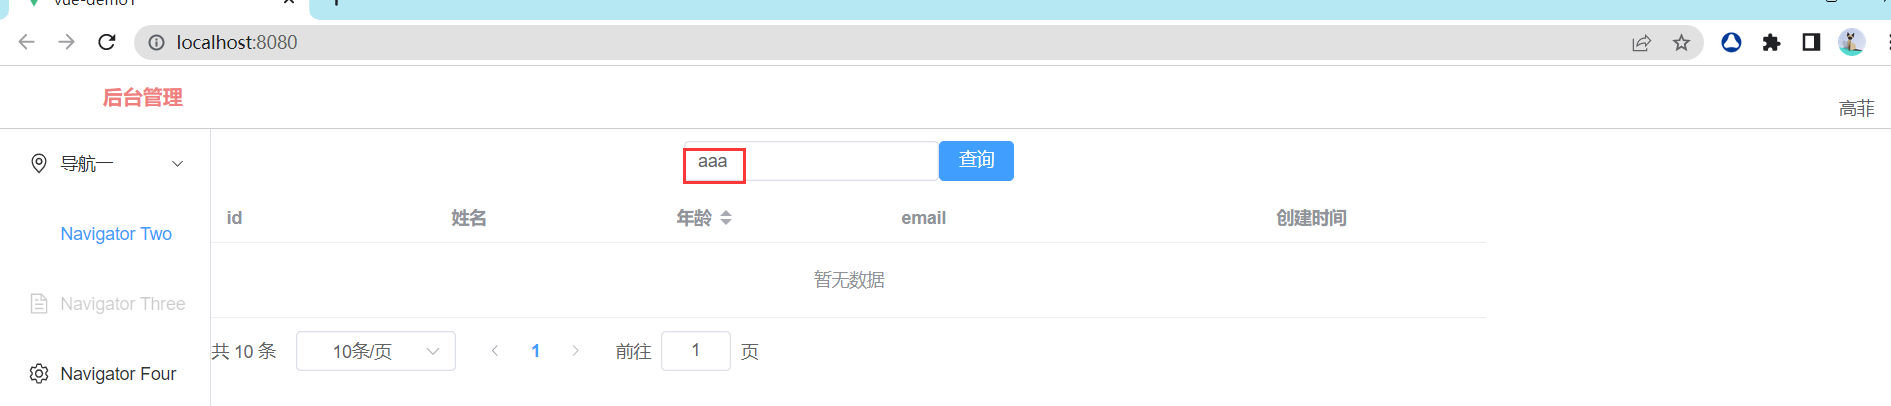 vue-demo1
localhost:8080
后台管理
高菲
导航一
aaa 查询
id 姓名 年龄 email 创建时间
Navigator Two
暂无数据
Navigator Three
共 10 条 10条/页 1 前往 1 页
Navigator Four